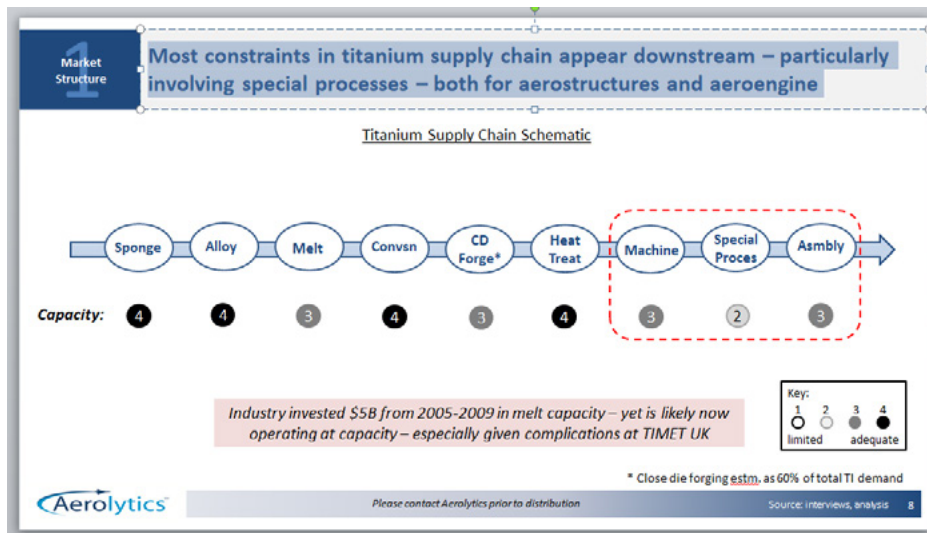 1
Market
Structure
Most constraints in titanium supply chain appear downstream – particularly
involving special processes – both for aerostructures and aeroengine
Titanium Supply Chain Schematic
Sponge
Alloy
Melt
Convsn
CD
Forge*
Heat
Treat
Machine
Special
Proces
Asmbly
Capacity: 4 4 3 4 3 4 3 2 3
Industry invested $5B from 2005-2009 in melt capacity – yet is likely now
operating at capacity – especially given complications at TIMET UK
Key:
1 2 3 4
limited adequate
* Close die forging estm. as 60% of total TI demand
Aerolytics
Please contact Aerolytics prior to distribution
Source: interviews, analysis 8